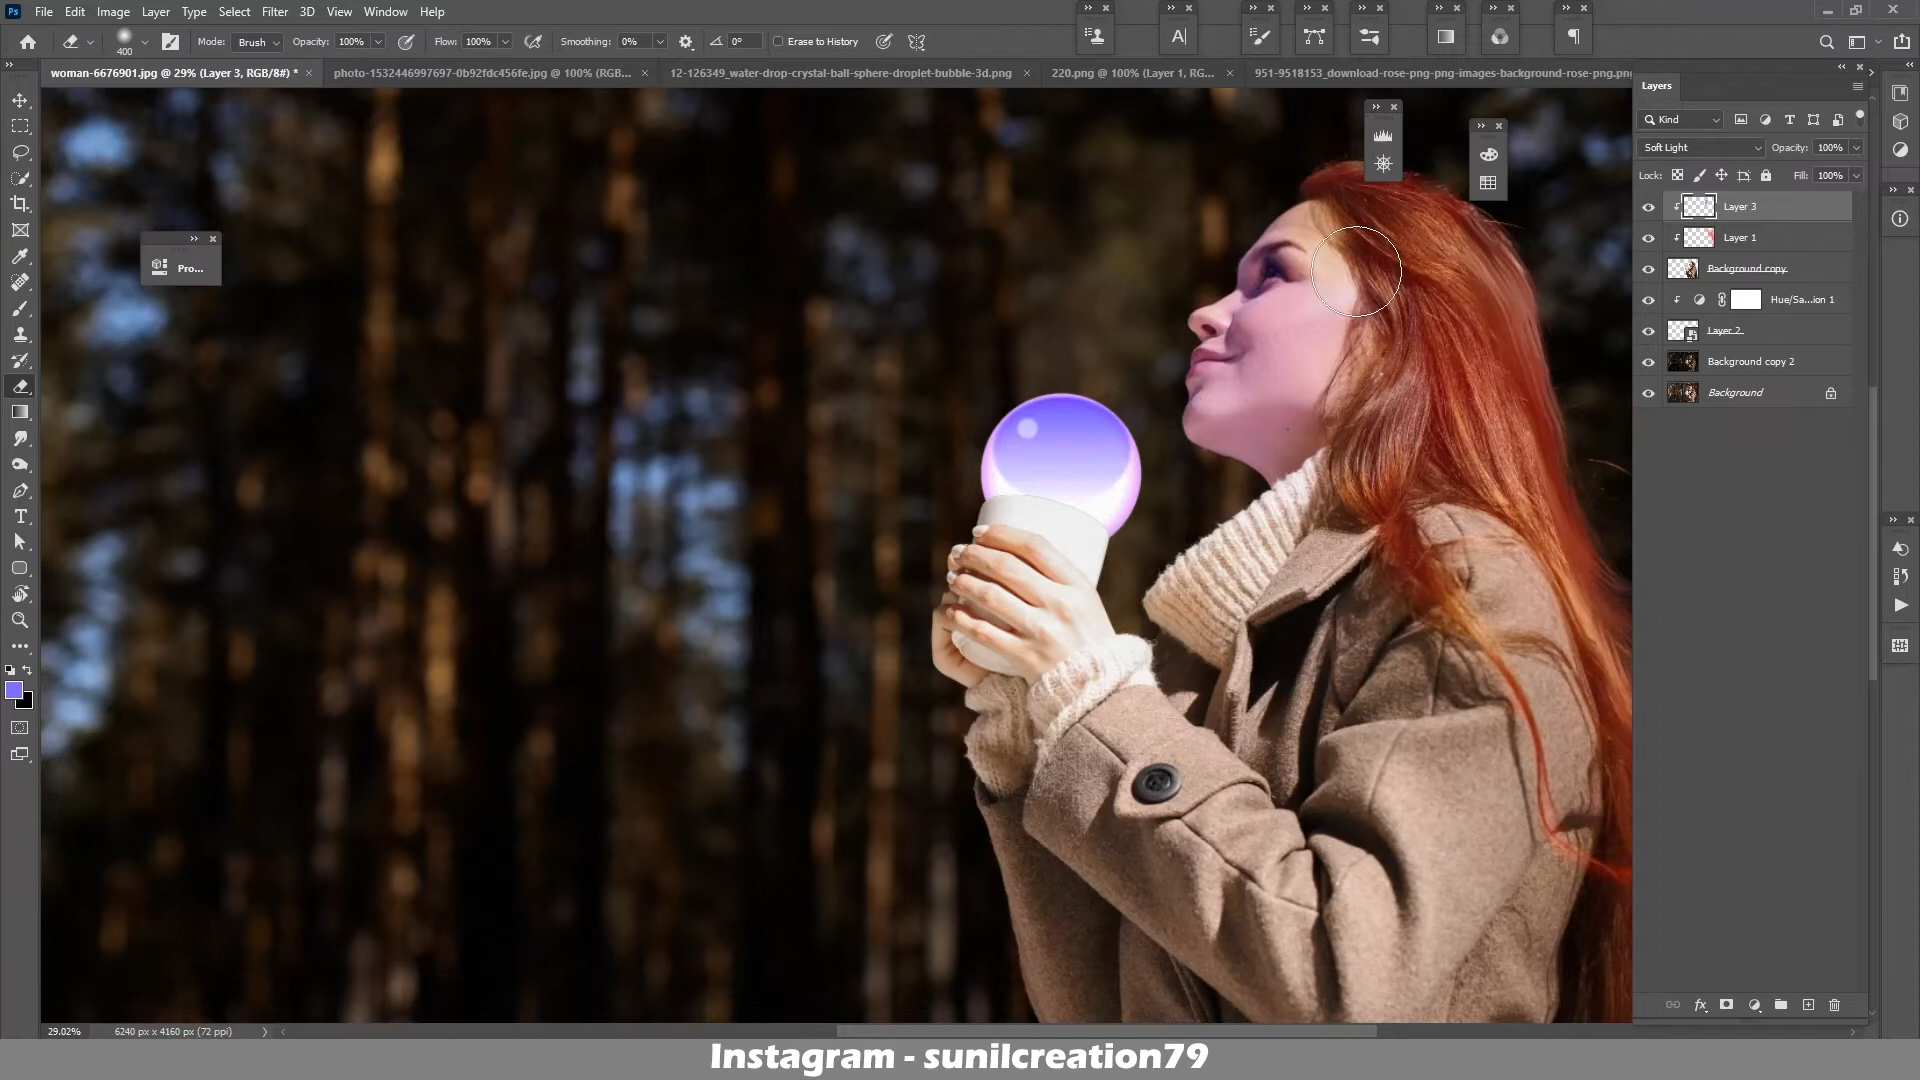 Ps File Edit Image Layer Type Select Filter 3D View Window Help
400 Mode: Brush Opacity: 100% Flow: 100% Smoothing: 0% 0° Erase to History
woman-6676901.jpg @ 29% (Layer 3, RGB/8#) * photo-1532446997697-0b92fdc456fe.jpg @ 100% (RGB... 12-126349_water-drop-crystal-ball-sphere-droplet-bubble-3d.png 220.png @ 100% (Layer 1, RG... 951-9518153_download-rose-png-png-images-background-rose-png.png
Layers
Kind
Soft Light Opacity: 100%
Lock: Fill: 100%
Layer 3
Layer 1
Background copy
Pro...
Hue/Sa...ion 1
Layer 2
Background copy 2
Background
29.02% 6240 px x 4160 px (72 ppi)
Instagram - sunilcreation79